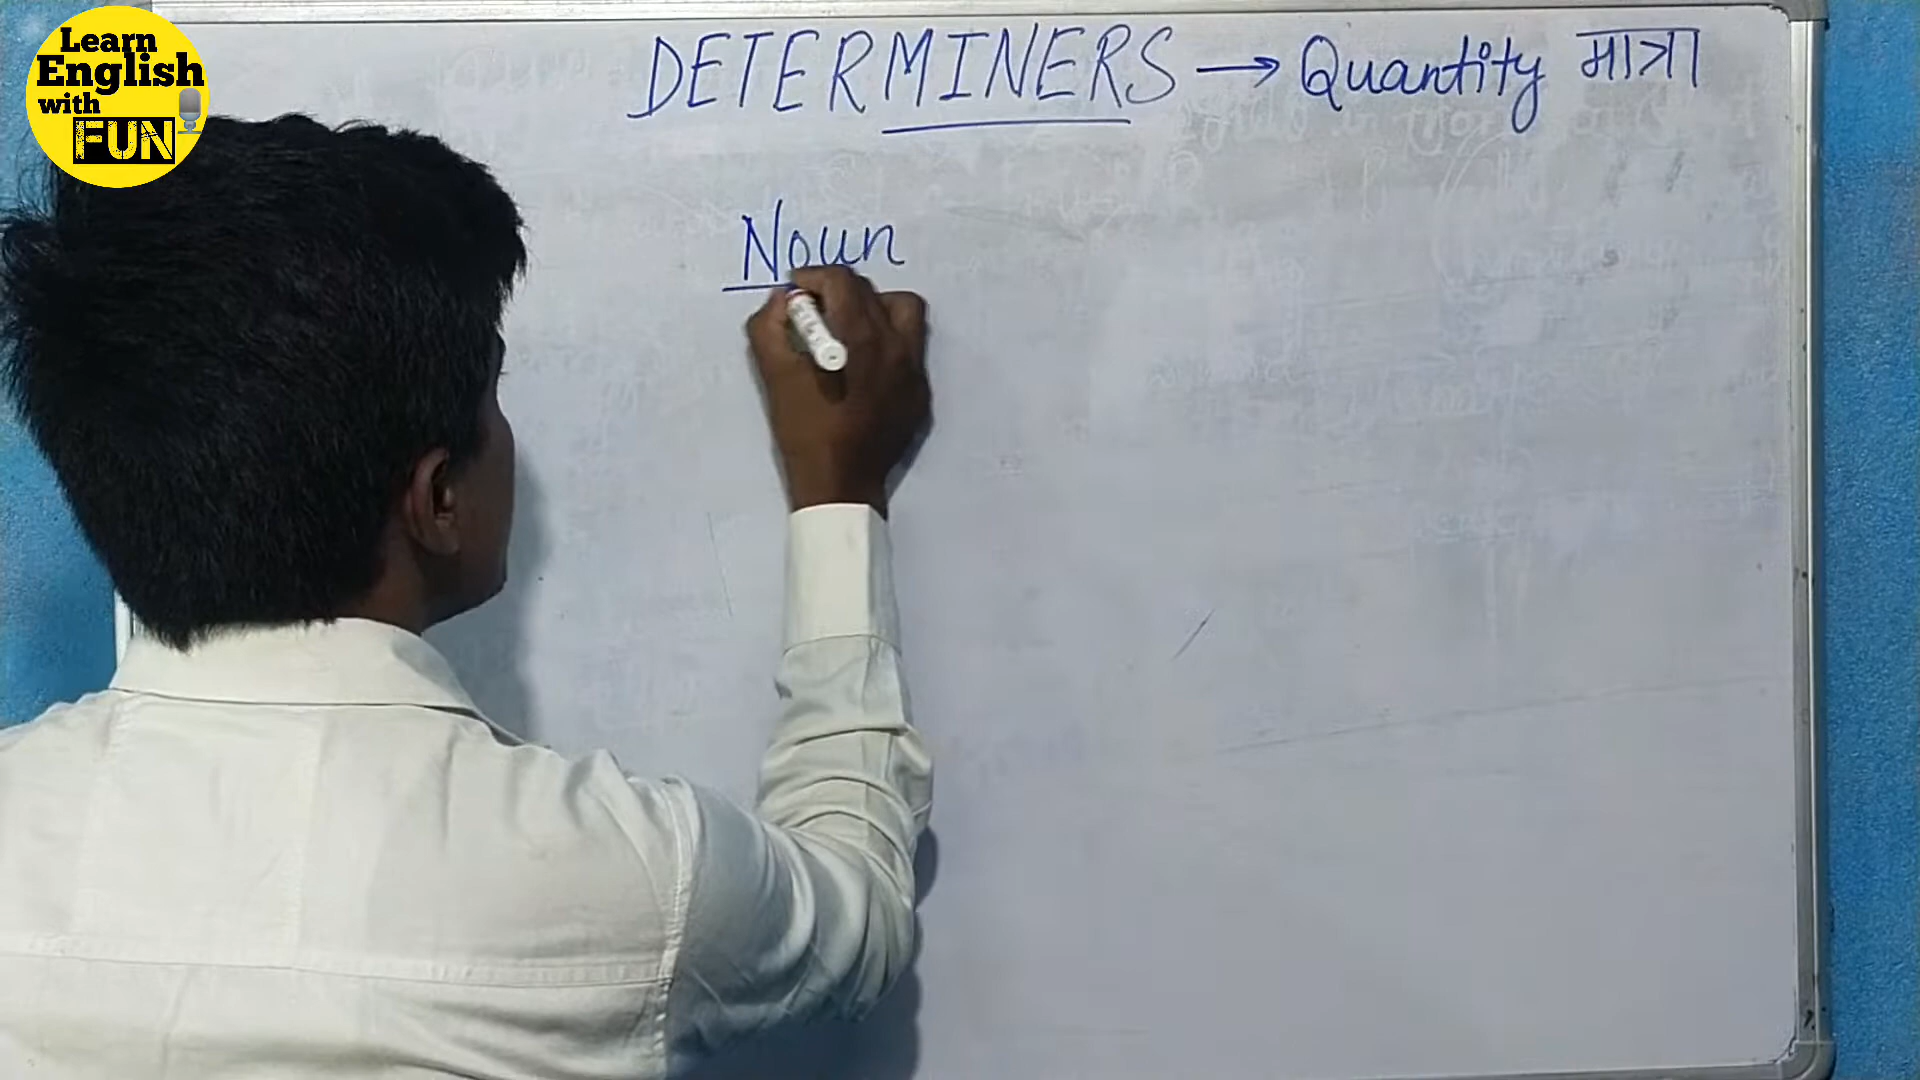 Learn
English
with
FUN
DETERMINERS → Quantity मात्रा
Noun